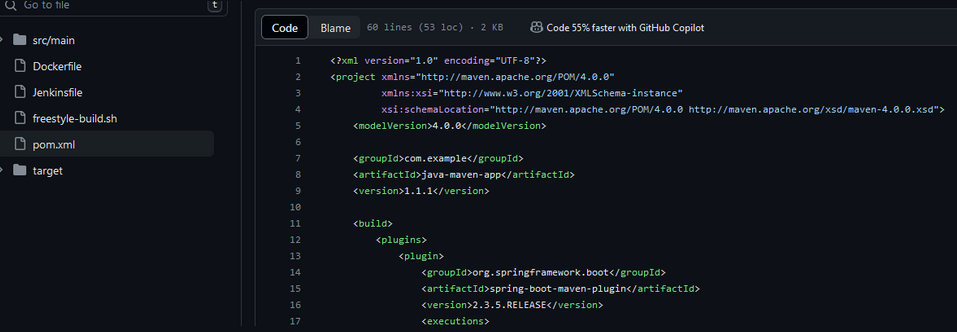 Go to file
t
src/main
Dockerfile
Jenkinsfile
freestyle-build.sh
pom.xml
target
Code
Blame
60 lines (53 loc) · 2 KB
Code 55% faster with GitHub Copilot
1 <?xml version="1.0" encoding="UTF-8"?>
2 <project xmlns="http://maven.apache.org/POM/4.0.0"
3 xmlns:xsi="http://www.w3.org/2001/XMLSchema-instance"
4 xsi:schemaLocation="http://maven.apache.org/POM/4.0.0 http://maven.apache.org/xsd/maven-4.0.0.xsd">
5 <modelVersion>4.0.0</modelVersion>
6
7 <groupId>com.example</groupId>
8 <artifactId>java-maven-app</artifactId>
9 <version>1.1.1</version>
10
11 <build>
12 <plugins>
13 <plugin>
14 <groupId>org.springframework.boot</groupId>
15 <artifactId>spring-boot-maven-plugin</artifactId>
16 <version>2.3.5.RELEASE</version>
17 <executions>